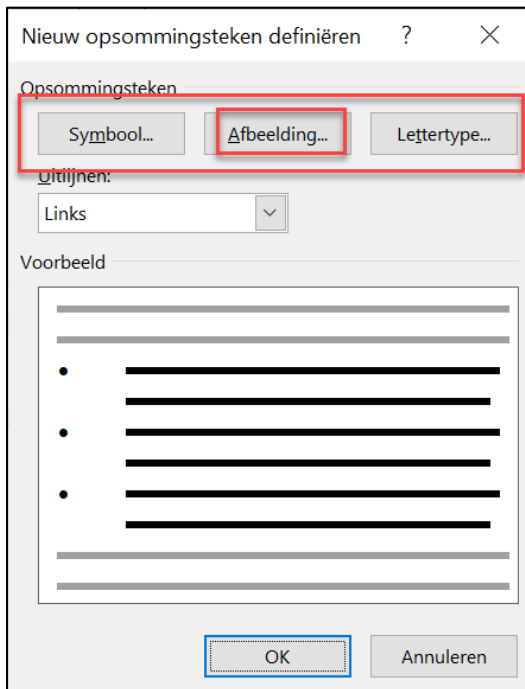 Nieuw opsommingsteken definiëren ?
Opsommingsteken
Symbool... Afbeelding... Lettertype...
Uitlijnen:
Links
Voorbeeld
OK Annuleren